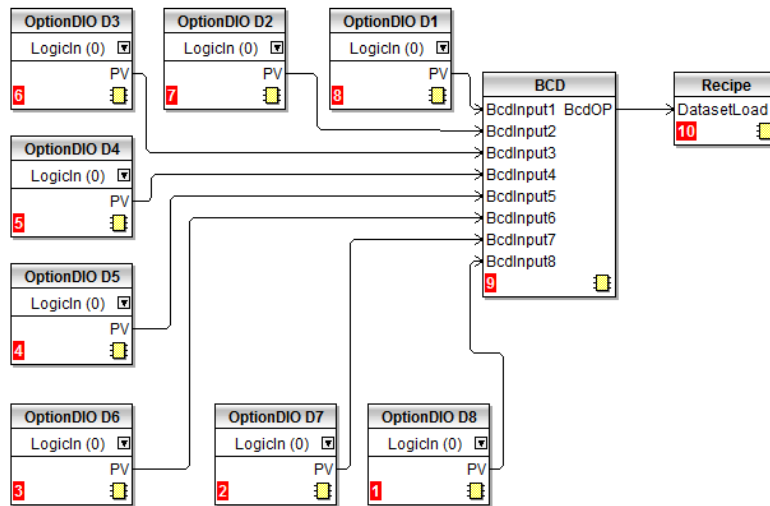 OptionDIO D3
LogicIn (0)
PV
6
OptionDIO D2
LogicIn (0)
PV
7
OptionDIO D1
LogicIn (0)
PV
8
BCD
BcdInput1 BcdOP
BcdInput2
BcdInput3
BcdInput4
BcdInput5
BcdInput6
BcdInput7
BcdInput8
9
Recipe
DatasetLoad
10
OptionDIO D4
LogicIn (0)
PV
5
OptionDIO D5
LogicIn (0)
PV
4
OptionDIO D6
LogicIn (0)
PV
3
OptionDIO D7
LogicIn (0)
PV
2
OptionDIO D8
LogicIn (0)
PV
1